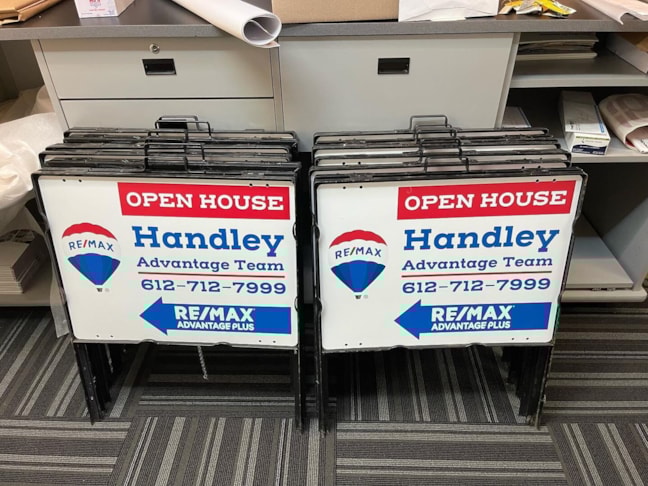 OPEN HOUSE
RE/MAX
Handley
Advantage Team
612-712-7999
RE/MAX
ADVANTAGE PLUS
OPEN HOUSE
RE/MAX
Handley
Advantage Team
612-712-7999
RE/MAX
ADVANTAGE PLUS